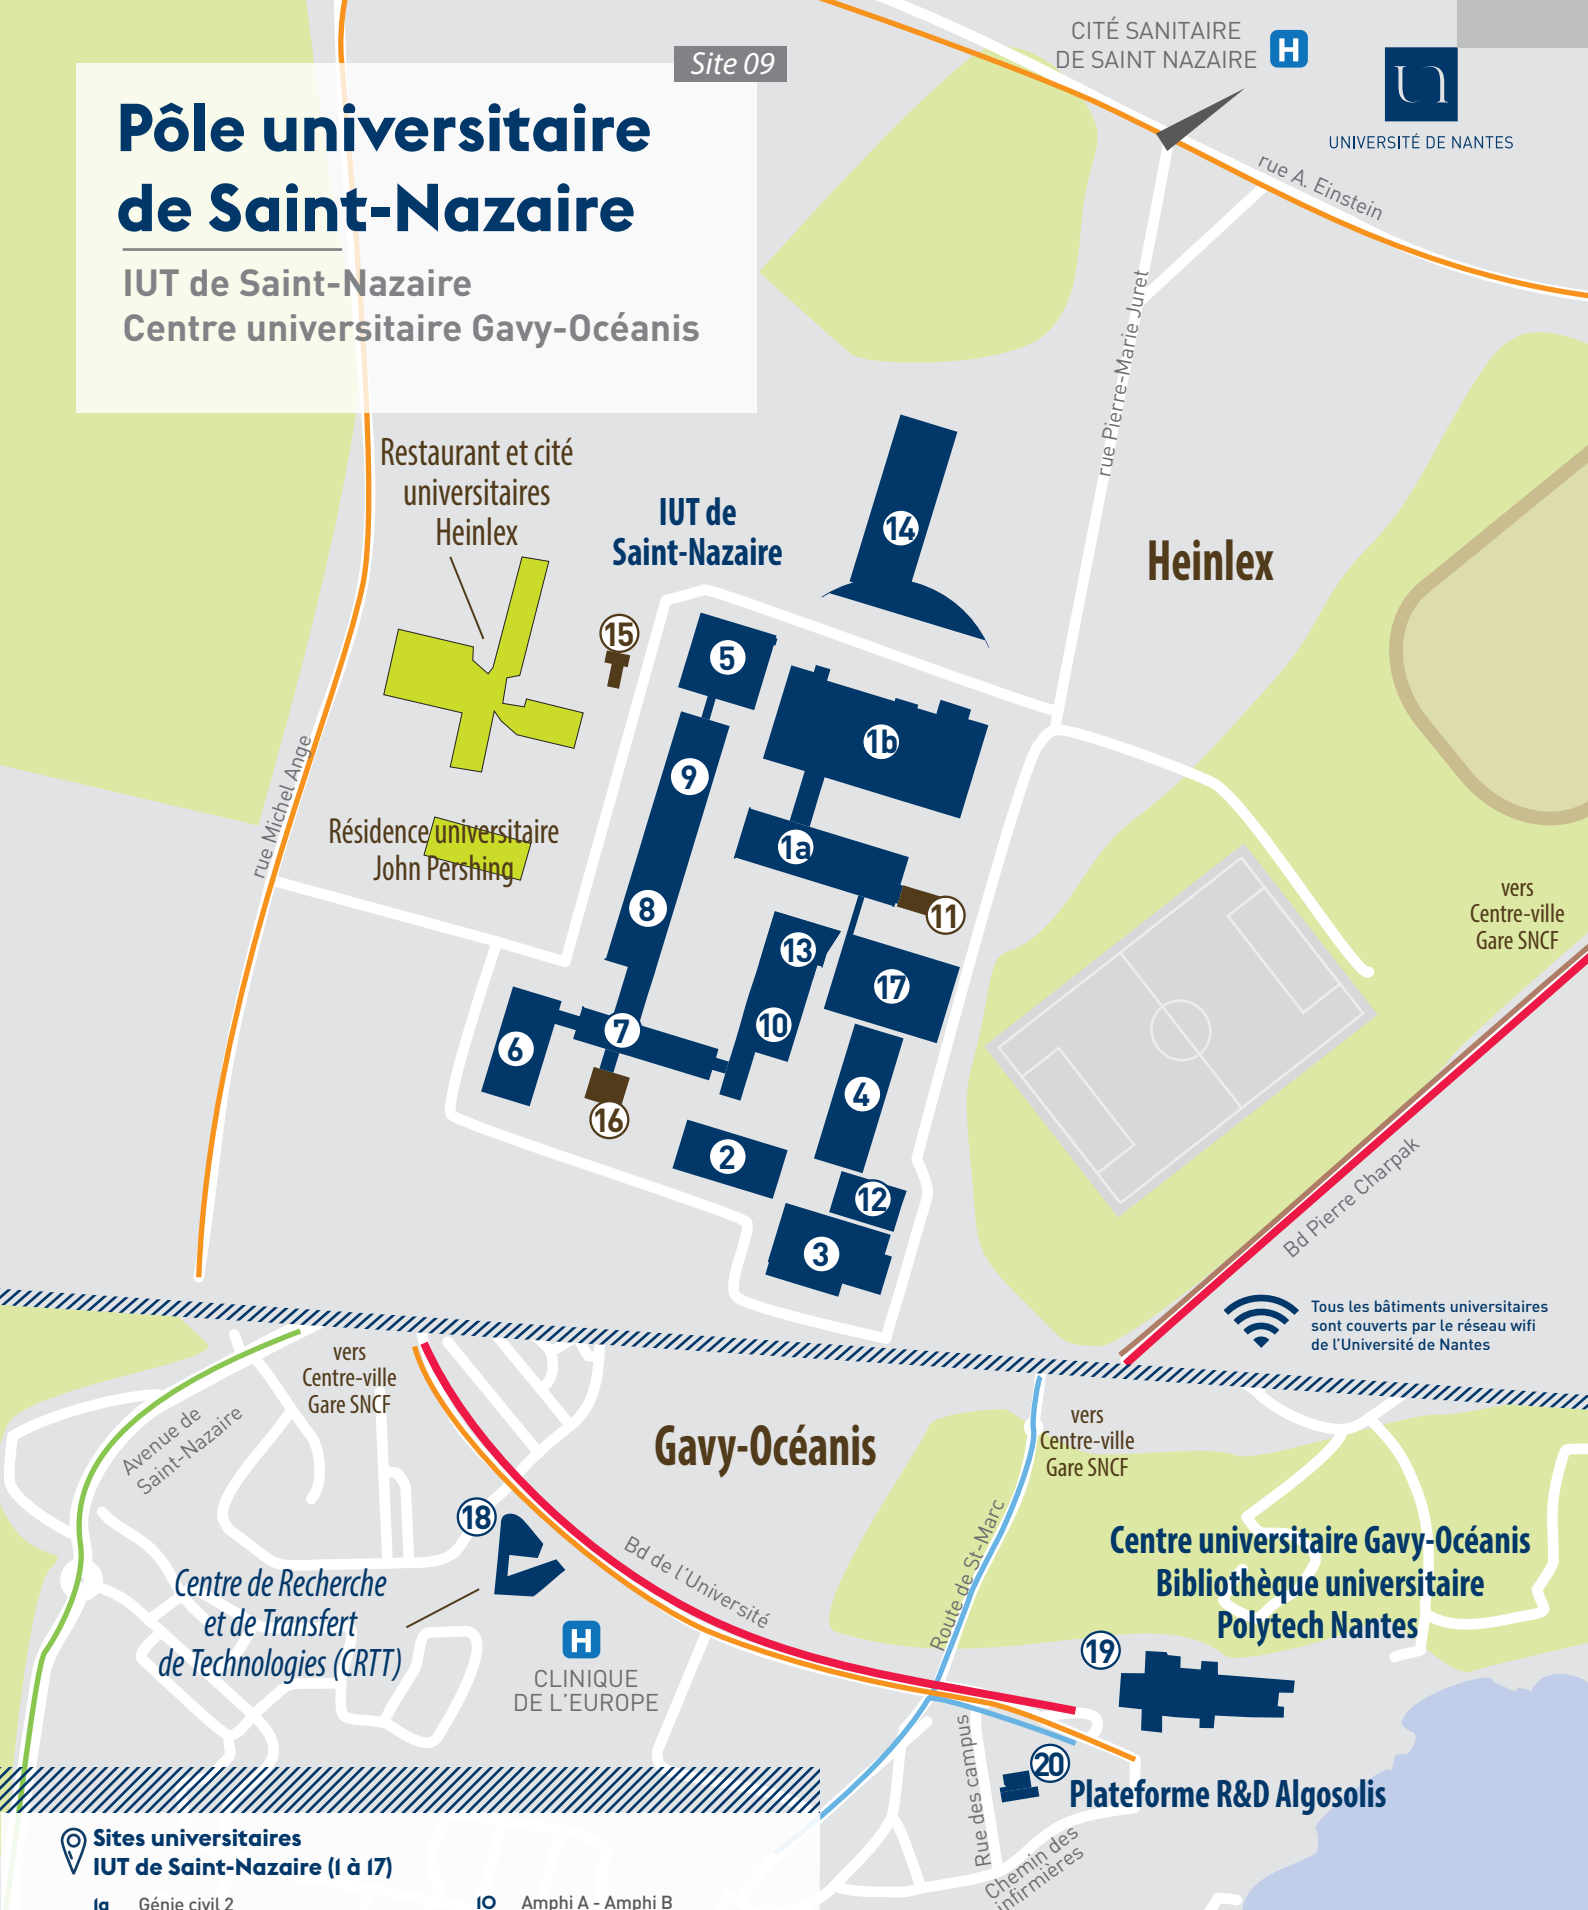 Site 09
Pôle universitaire
de Saint-Nazaire
IUT de Saint-Nazaire
Centre universitaire Gavy-Océanis
CITÉ SANITAIRE
DE SAINT NAZAIRE
H
UNIVERSITÉ DE NANTES
rue A. Einstein
rue Pierre-Marie Juret
Restaurant et cité
universitaires
Heinlex
IUT de
Saint-Nazaire
14
Heinlex
15
5
1b
9
rue Michel Ange
Résidence universitaire
John Pershing
1a
8
11
vers
Centre-ville
Gare SNCF
13
17
10
7
6
4
16
2
12
3
Bd Pierre Charpak
Tous les bâtiments universitaires
sont couverts par le réseau wifi
de l'Université de Nantes
vers
Centre-ville
Gare SNCF
Avenue de
Saint-Nazaire
Gavy-Océanis
vers
Centre-ville
Gare SNCF
18
Bd de l'Université
Route de St-Marc
Centre universitaire Gavy-Océanis
Bibliothèque universitaire
Polytech Nantes
Centre de Recherche
et de Transfert
de Technologies (CRTT)
H
CLINIQUE
DE L'EUROPE
19
Rue des campus
20
Plateforme R&D Algosolis
Chemin des
infirmières
Sites universitaires
IUT de Saint-Nazaire (1 à 17)
1a Génie civil 2
10 Amphi A - Amphi B